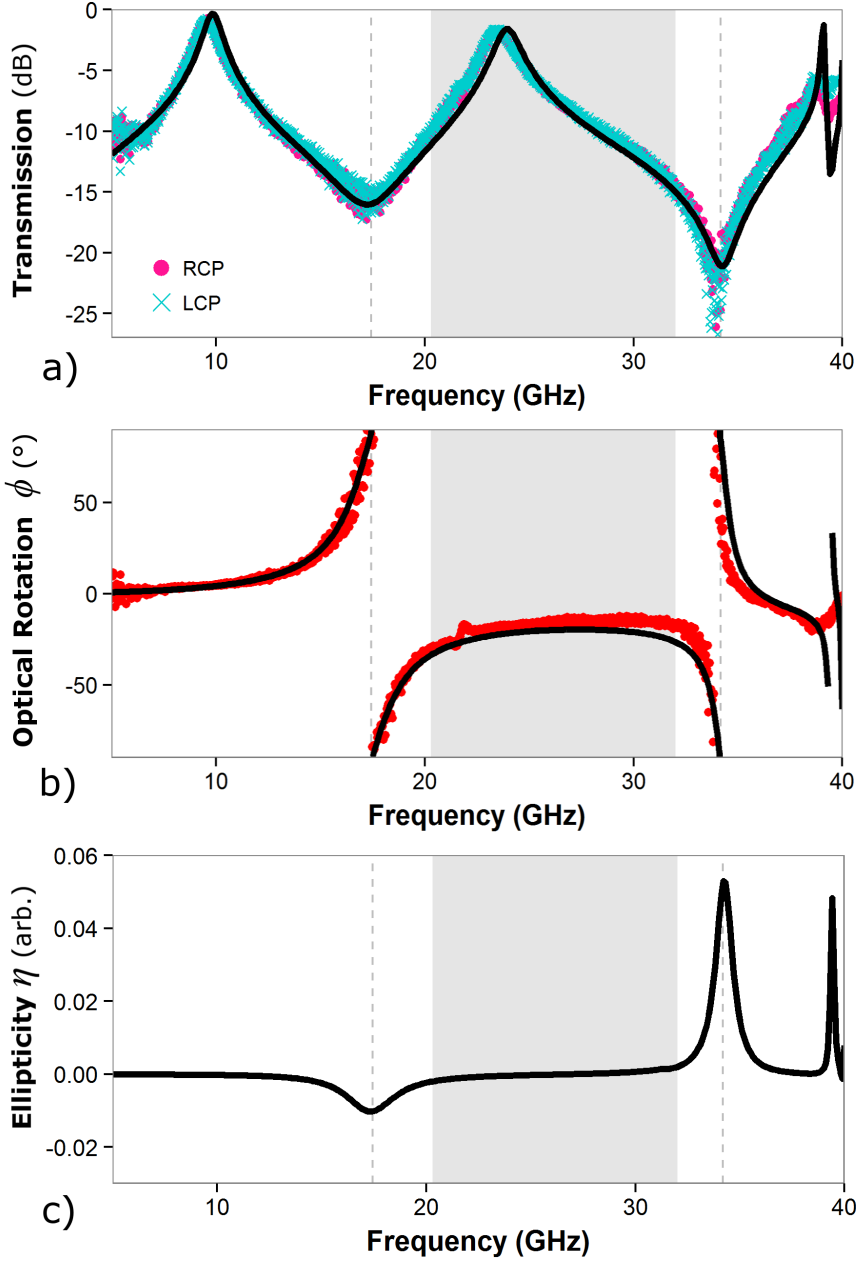 0
-5
-10
-15
-20
-25
Transmission (dB)
RCP
LCP
10
20
30
40
a)
Frequency (GHz)
50
0
-50
Optical Rotation ϕ (°)
10
20
30
40
b)
Frequency (GHz)
0.06
0.04
0.02
0.00
-0.02
Ellipticity η (arb.)
10
20
30
40
c)
Frequency (GHz)